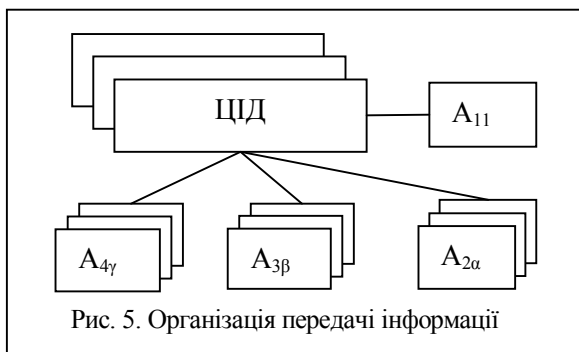 ЦІД
A₁₁
A₄γ
A₃β
A₂α
Рис. 5. Організація передачі інформації